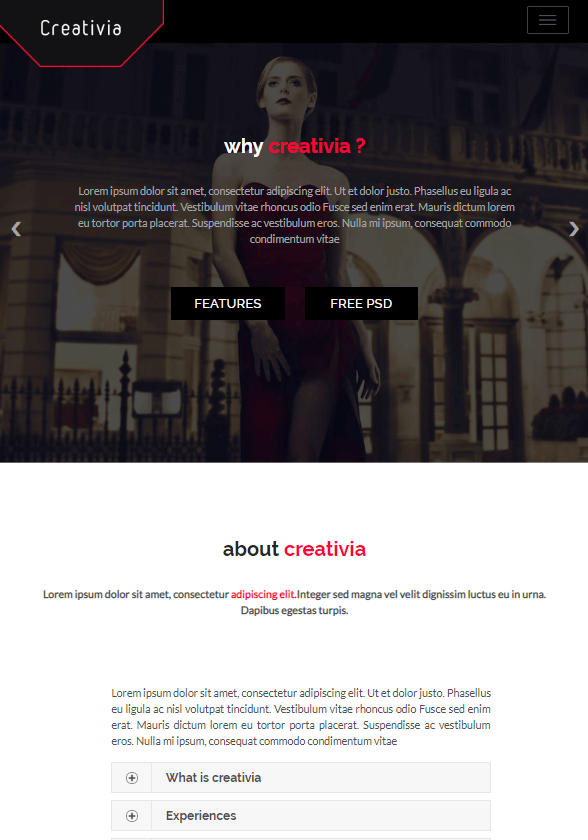 Creativia
why creativia ?
Lorem ipsum dolor sit amet, consectetur adipiscing elit. Ut et dolor justo. Phasellus eu ligula ac
nisl volutpat tincidunt. Vestibulum vitae rhoncus odio Fusce sed enim erat. Mauris dictum lorem
eu tortor porta placerat. Suspendisse ac vestibulum eros. Nulla mi ipsum, consequat commodo
condimentum vitae
FEATURES
FREE PSD
about creativia
Lorem ipsum dolor sit amet, consectetur adipiscing elit.Integer sed magna vel velit dignissim luctus eu in urna.
Dapibus egestas turpis.
Lorem ipsum dolor sit amet, consectetur adipiscing elit. Ut et dolor justo. Phasellus
eu ligula ac nisl volutpat tincidunt. Vestibulum vitae rhoncus odio Fusce sed enim
erat. Mauris dictum lorem eu tortor porta placerat. Suspendisse ac vestibulum
eros. Nulla mi ipsum, consequat commodo condimentum vitae
What is creativia
Experiences